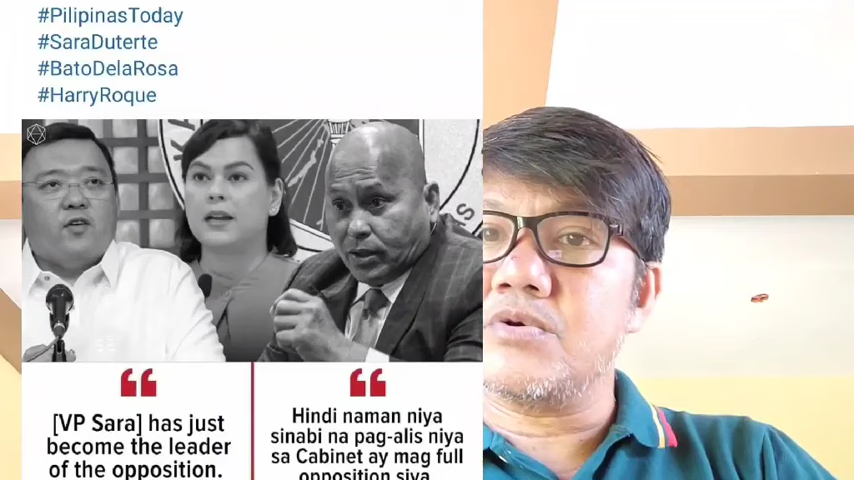 #PilipinasToday
#SaraDuterte
#BatoDelaRosa
#HarryRoque
[VP Sara] has just
become the leader
of the opposition.
Hindi naman niya
sinabi na pag-alis niya
sa Cabinet ay mag full
opposition siya